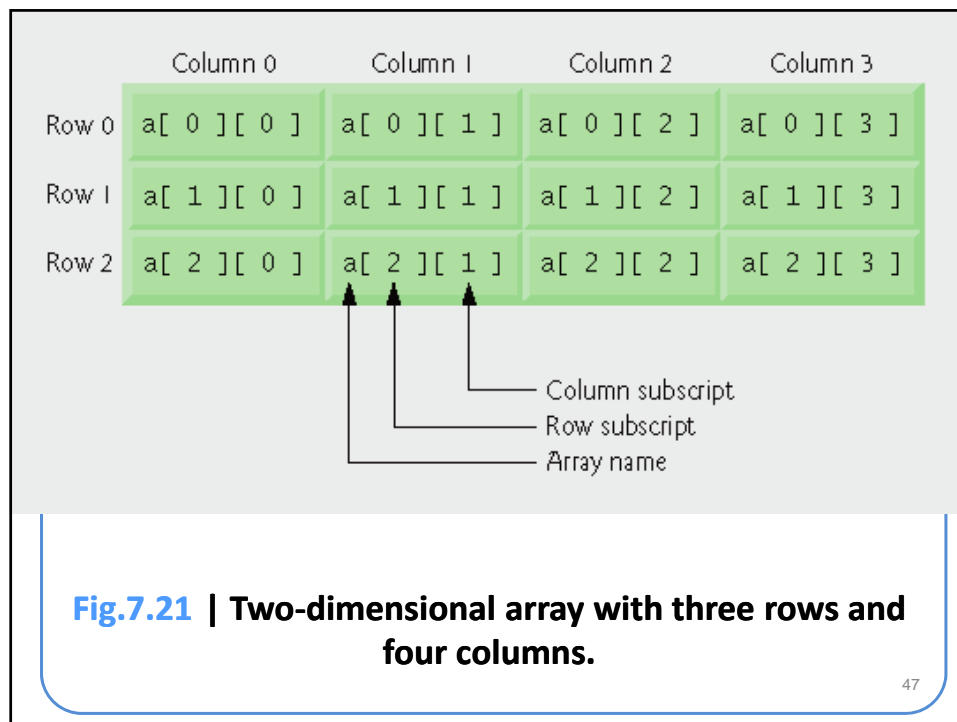 Column 0 Column 1 Column 2 Column 3
Row 0 a[ 0 ][ 0 ] a[ 0 ][ 1 ] a[ 0 ][ 2 ] a[ 0 ][ 3 ]
Row 1 a[ 1 ][ 0 ] a[ 1 ][ 1 ] a[ 1 ][ 2 ] a[ 1 ][ 3 ]
Row 2 a[ 2 ][ 0 ] a[ 2 ][ 1 ] a[ 2 ][ 2 ] a[ 2 ][ 3 ]
Column subscript
Row subscript
Array name
Fig.7.21 | Two-dimensional array with three rows and
four columns.
47